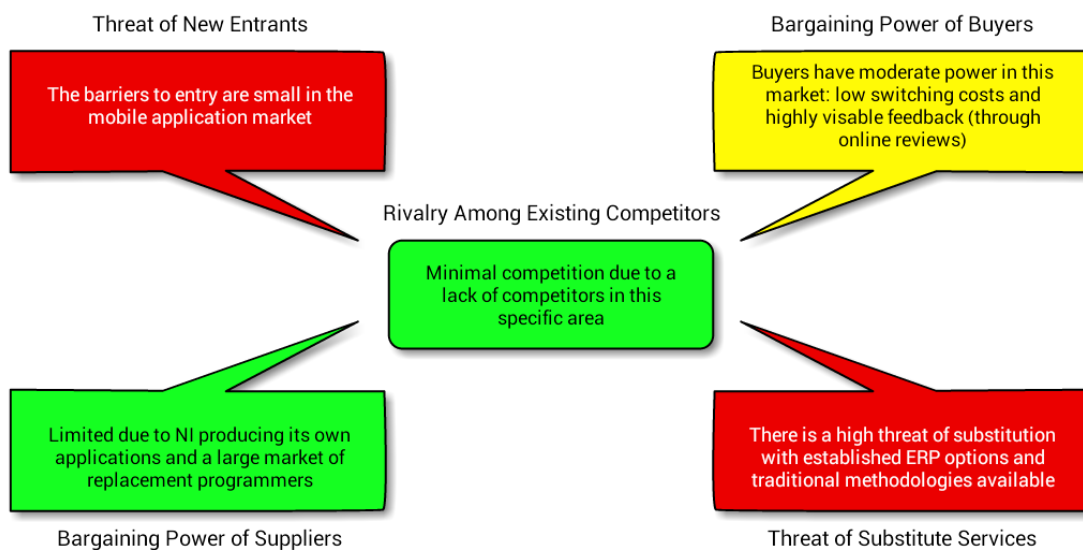 Threat of New Entrants
The barriers to entry are small in the
mobile application market
Bargaining Power of Buyers
Buyers have moderate power in this
market: low switching costs and
highly visable feedback (through
online reviews)
Rivalry Among Existing Competitors
Minimal competition due to a
lack of competitors in this
specific area
Limited due to NI producing its own
applications and a large market of
replacement programmers
Bargaining Power of Suppliers
There is a high threat of substitution
with established ERP options and
traditional methodologies available
Threat of Substitute Services